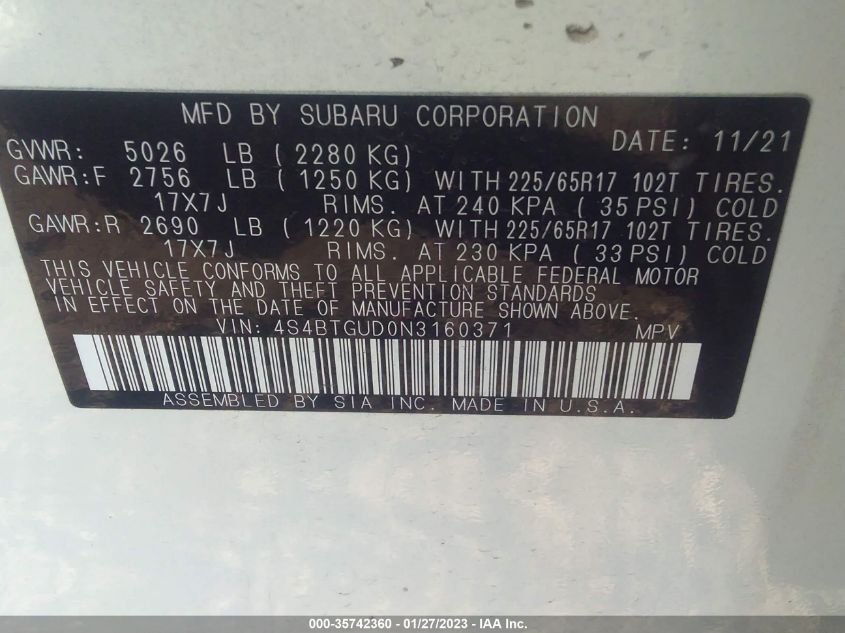 MFD BY SUBARU CORPORATION
DATE: 11/21
GVWR: 5026 LB ( 2280 KG)
GAWR:F 2756 LB ( 1250 KG) WITH 225/65R17 102T TIRES.
17X7J RIMS. AT 240 KPA ( 35 PSI) COLD
GAWR:R 2690 LB ( 1220 KG) WITH 225/65R17 102T TIRES.
17X7J RIMS. AT 230 KPA ( 33 PSI) COLD
THIS VEHICLE CONFORMS TO ALL APPLICABLE FEDERAL MOTOR
VEHICLE SAFETY AND THEFT PREVENTION STANDARDS
IN EFFECT ON THE DATE OF MANUFACTURE SHOWN ABOVE.
VIN: 4S4BTGUD0N3160371 MPV
ASSEMBLED BY SIA INC. MADE IN U.S.A.
000-35742360 - 01/27/2023 - IAA Inc.